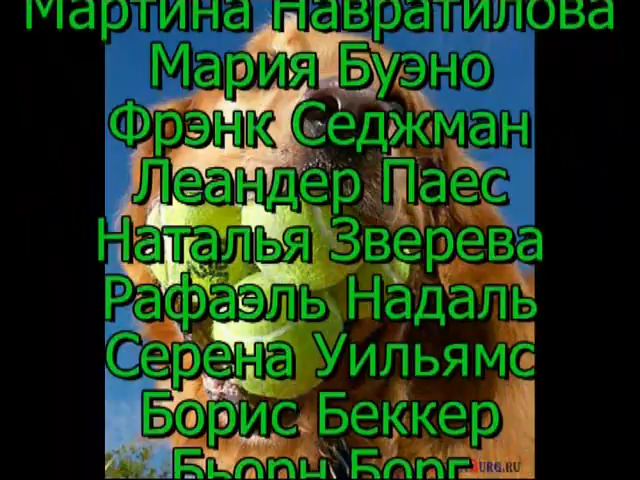 Мартина Навратилова
Мария Буэно
Фрэнк Седжман
Леандер Паес
Наталья Зверева
Рафаэль Надаль
Серена Уильямс
Борис Беккер
Бьорн Борг